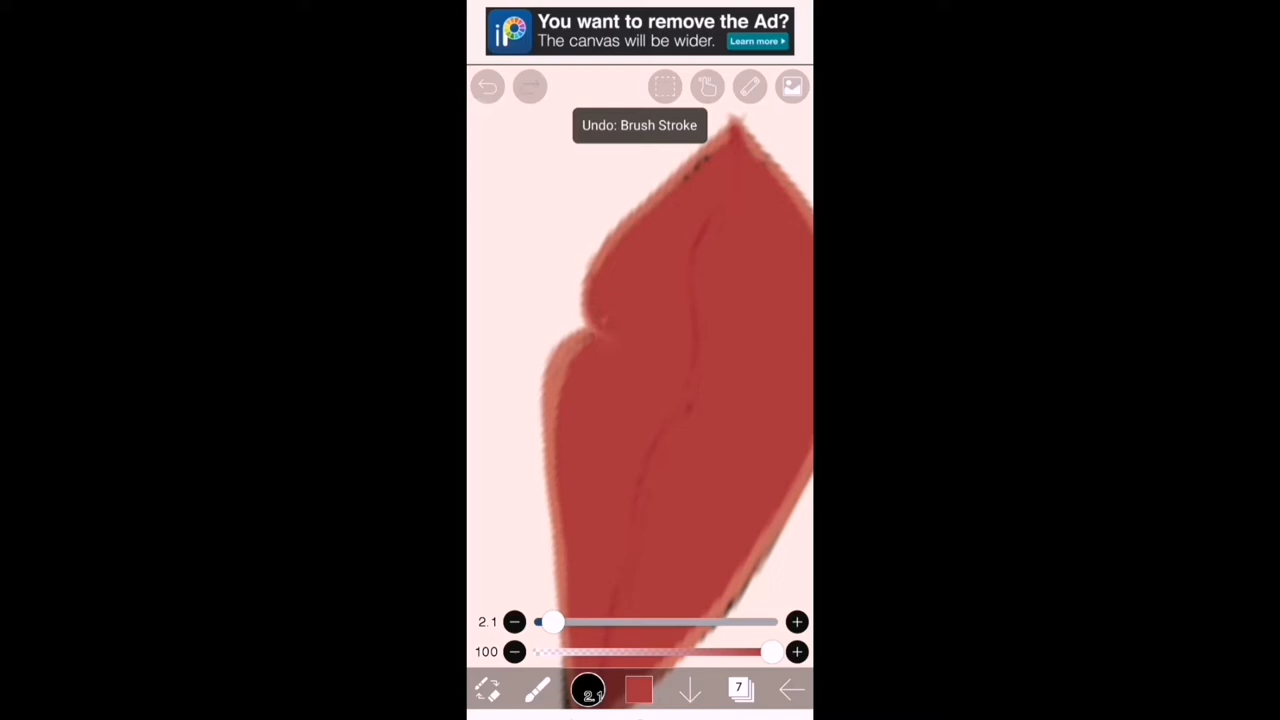 iP You want to remove the Ad?
The canvas will be wider. Learn more
Undo: Brush Stroke
2.1
100
2.1
7